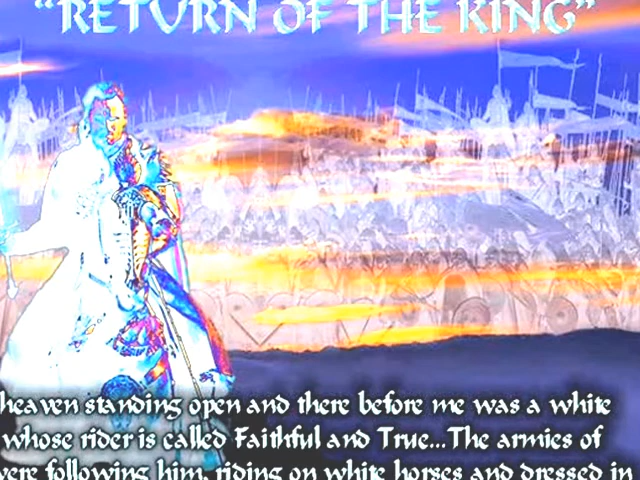 "RETURN OF THE KING"
heaven standing open and there before me was a white
whose rider is called Faithful and True...The armies of
were following him, riding on white horses and dressed in